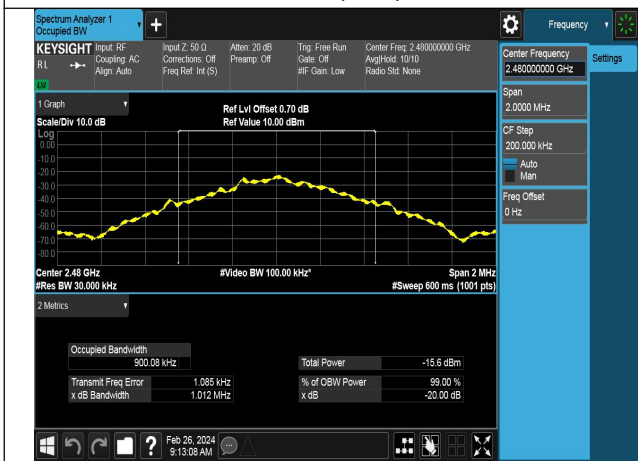 Spectrum Analyzer 1
Occupied BW
+
Frequency
KEYSIGHT
RL
LXI
Input: RF
Coupling: AC
Align: Auto
Input Z: 50 Ω
Corrections: Off
Freq Ref: Int (S)
Atten: 20 dB
Preamp: Off
Trig: Free Run
Gate: Off
#IF Gain: Low
Center Freq: 2.480000000 GHz
Avg|Hold: 10/10
Radio Std: None
Center Frequency
2.480000000 GHz
Settings
Span
2.0000 MHz
CF Step
200.000 kHz
Auto
Man
Freq Offset
0 Hz
1 Graph
Scale/Div 10.0 dB
Ref Lvl Offset 0.70 dB
Ref Value 10.00 dBm
Log
0.00
-10.0
-20.0
-30.0
-40.0
-50.0
-60.0
-70.0
-80.0
Center 2.48 GHz
#Video BW 100.00 kHz*
Span 2 MHz
#Res BW 30.000 kHz
#Sweep 600 ms (1001 pts)
2 Metrics
Occupied Bandwidth
900.08 kHz
Total Power -15.6 dBm
Transmit Freq Error 1.085 kHz
% of OBW Power 99.00 %
x dB Bandwidth 1.012 MHz
x dB -20.00 dB
?
Feb 26, 2024
9:13:08 AM